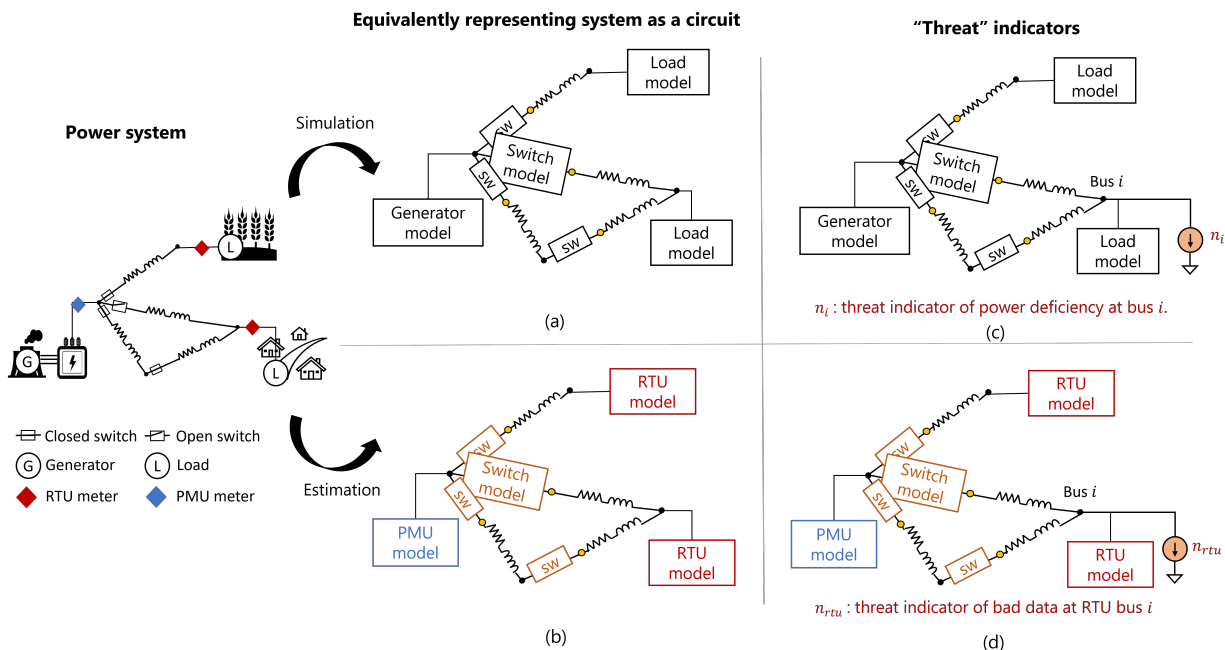 Equivalently representing system as a circuit
“Threat” indicators
Power system
Simulation
Estimation
G
L
L
Closed switch
Open switch
G Generator
L Load
RTU meter
PMU meter
Load
model
SW
Switch
model
SW
Generator
model
SW
Load
model
(a)
Load
model
SW
Switch
model
SW
Bus i
Generator
model
SW
Load
model
n_i
n_i : threat indicator of power deficiency at bus i.
(c)
RTU
model
SW
Switch
model
SW
PMU
model
SW
RTU
model
(b)
RTU
model
SW
Switch
model
SW
Bus i
PMU
model
SW
RTU
model
n_rtu
n_rtu : threat indicator of bad data at RTU bus i
(d)